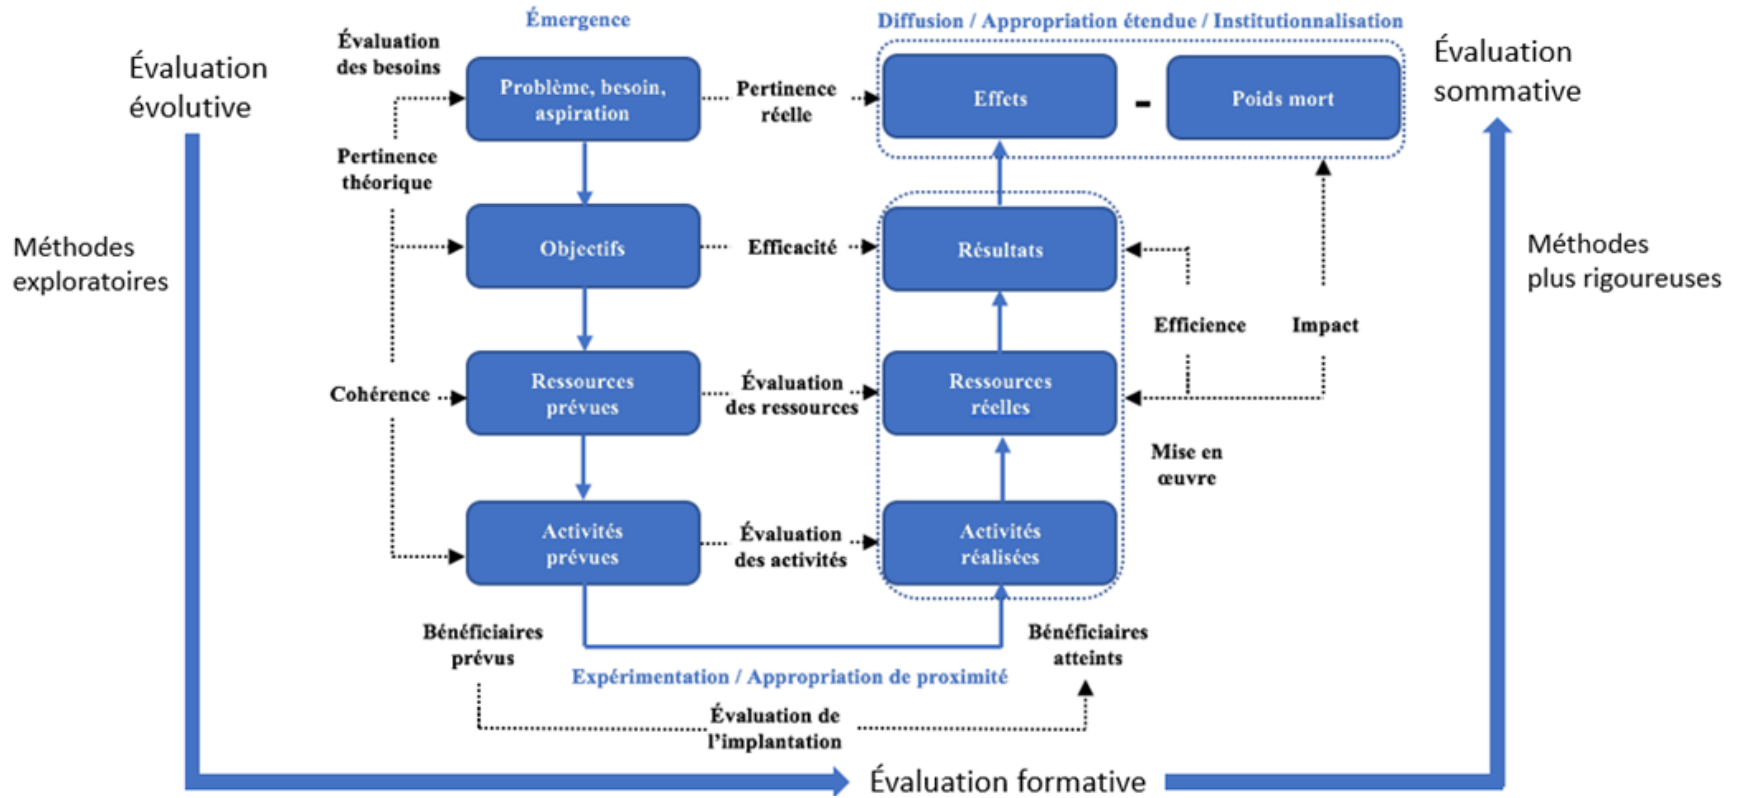 Émergence
Diffusion / Appropriation étendue / Institutionnalisation
Évaluation
évolutive
Évaluation
des besoins
Problème, besoin,
aspiration
Pertinence
réelle
Effets
-
Poids mort
Évaluation
sommative
Pertinence
théorique
Méthodes
exploratoires
Objectifs
Efficacité
Résultats
Méthodes
plus rigoureuses
Efficience
Impact
Cohérence
Ressources
prévues
Évaluation
des ressources
Ressources
réelles
Mise en
œuvre
Activités
prévues
Évaluation
des activités
Activités
réalisées
Bénéficiaires
prévus
Bénéficiaires
atteints
Expérimentation / Appropriation de proximité
Évaluation de
l'implantation
Évaluation formative